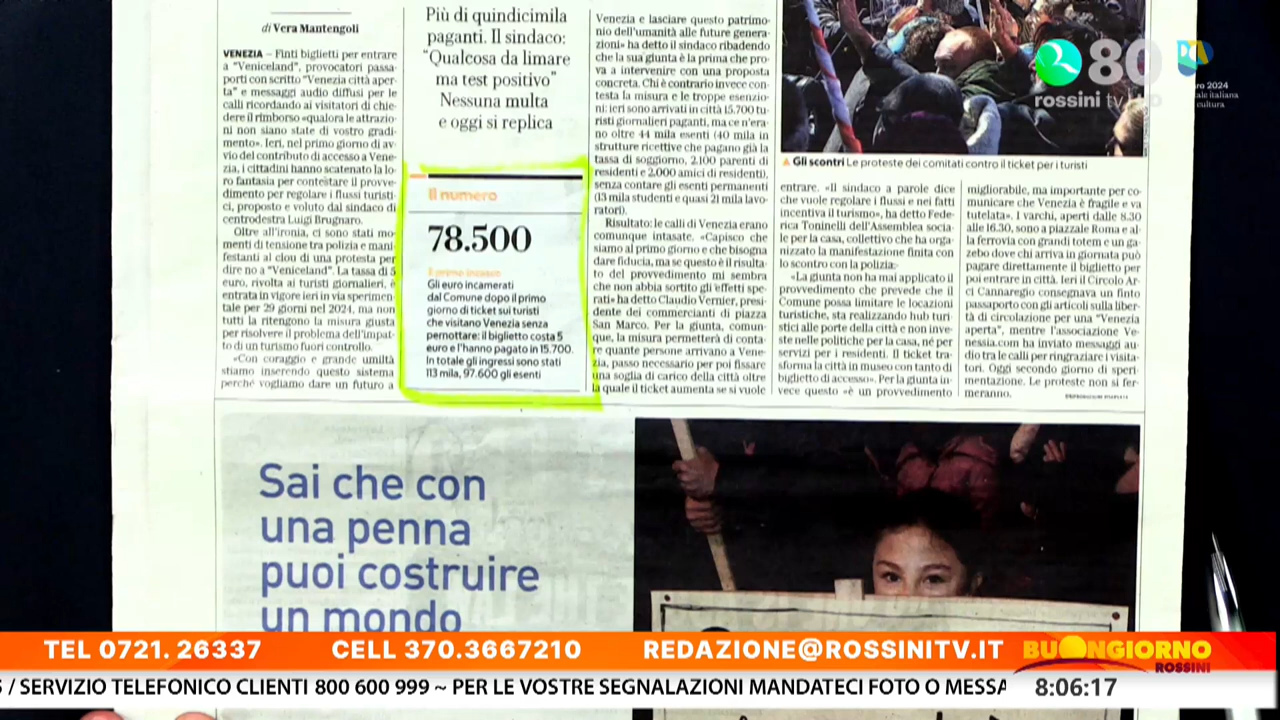 di Vera Mantengoli
VENEZIA – Finti biglietti per entrare
a "Veniceland", provocatori passa-
porti con scritto "Venezia città aper-
ta" e messaggi audio diffusi per le
calli ricordando ai visitatori di chie-
dere il rimborso «qualora le attrazio-
ni non siano state di vostro gradi-
mento». Ieri, nel primo giorno di av-
vio del contributo di accesso a Vene-
zia, i cittadini hanno scatenato la lo-
ro fantasia per contestare il provve-
dimento per regolare i flussi turisti-
ci, proposto e voluto dal sindaco di
centrodestra Luigi Brugnaro.
Oltre all'ironia, ci sono stati mo-
menti di tensione tra polizia e mani-
festanti al clou di una protesta per
dire no a "Veniceland". La tassa di 5
euro, rivolta ai turisti giornalieri, è
entrata in vigore ieri in via sperimen-
tale per 29 giorni nel 2024, ma non
tutti la ritengono la misura giusta
per risolvere il problema dell'impat-
to di un turismo fuori controllo.
«Con coraggio e grande umiltà
stiamo inserendo questo sistema
perché vogliamo dare un futuro a
Più di quindicimila
paganti. Il sindaco:
"Qualcosa da limare
ma test positivo"
Nessuna multa
e oggi si replica
Il numero
78.500
Il primo incasso
Gli euro incamerati
dal Comune dopo il primo
giorno di ticket sui turisti
che visitano Venezia senza
pernottare: il biglietto costa 5
euro e l'hanno pagato in 15.700.
In totale gli ingressi sono stati
113 mila, 97.600 gli esenti
Venezia e lasciare questo patrimo-
nio dell'umanità alle future genera-
zioni» ha detto il sindaco ribadendo
che la sua giunta è la prima che pro-
va a intervenire con una proposta
concreta. Chi è contrario invece con-
testa la misura e le troppe esenzio-
ni: ieri sono arrivati in città 15.700 tu-
risti giornalieri paganti, ma ce n'era-
no oltre 44 mila esenti (40 mila in
strutture ricettive che pagano già la
tassa di soggiorno, 2.100 parenti di
residenti e 2.000 amici di residenti),
senza contare gli esenti permanenti
(13 mila studenti e quasi 21 mila lavo-
ratori).
Risultato: le calli di Venezia erano
comunque intasate. «Capisco che
siamo al primo giorno e che bisogna
dare fiducia, ma se questo è il risulta-
to del provvedimento mi sembra
che non abbia sortito gli effetti spe-
rati» ha detto Claudio Vernier, presi-
dente dei commercianti di piazza
San Marco. Per la giunta, comun-
que, la misura permetterà di conta-
re quante persone arrivano a Vene-
zia, passo necessario per poi fissare
una soglia di carico della città oltre
la quale il ticket aumenta se si vuole
Gli scontri Le proteste dei comitati contro il ticket per i turisti
entrare. «Il sindaco a parole dice
che vuole regolare i flussi e nei fatti
incentiva il turismo», ha detto Fede-
rica Toninelli dell'Assemblea socia-
le per la casa, collettivo che ha orga-
nizzato la manifestazione finita con
lo scontro con la polizia:
«La giunta non ha mai applicato il
provvedimento che prevede che il
Comune possa limitare le locazioni
turistiche, sta realizzando hub turi-
stici alle porte della città e non inve-
ste nelle politiche per la casa, né per
servizi per i residenti. Il ticket tra-
sforma la città in museo con tanto di
biglietto di accesso». Per la giunta in-
vece questo «è un provvedimento
migliorabile, ma importante per co-
municare che Venezia è fragile e va
tutelata». I varchi, aperti dalle 8.30
alle 16.30, sono a piazzale Roma e al-
la ferrovia con grandi totem e un ga-
zebo dove chi arriva in giornata può
pagare direttamente il biglietto per
poi entrare in città. Ieri il Circolo Ar-
ci Cannaregio consegnava un finto
passaporto con gli articoli sulla liber-
tà di circolazione per una "Venezia
aperta", mentre l'associazione Ve-
nessia.com ha inviato messaggi au-
dio tra le calli per ringraziare i visita-
tori. Oggi secondo giorno di speri-
mentazione. Le proteste non si fer-
meranno.
80
rossini tv
2024
italiana
cultura
Sai che con
una penna
puoi costruire
un mondo
TEL 0721. 26337 CELL 370.3667210 REDAZIONE@ROSSINITV.IT
BUONGIORNO
ROSSINI
/ SERVIZIO TELEFONICO CLIENTI 800 600 999 ~ PER LE VOSTRE SEGNALAZIONI MANDATECI FOTO O MESSA
8:06:17